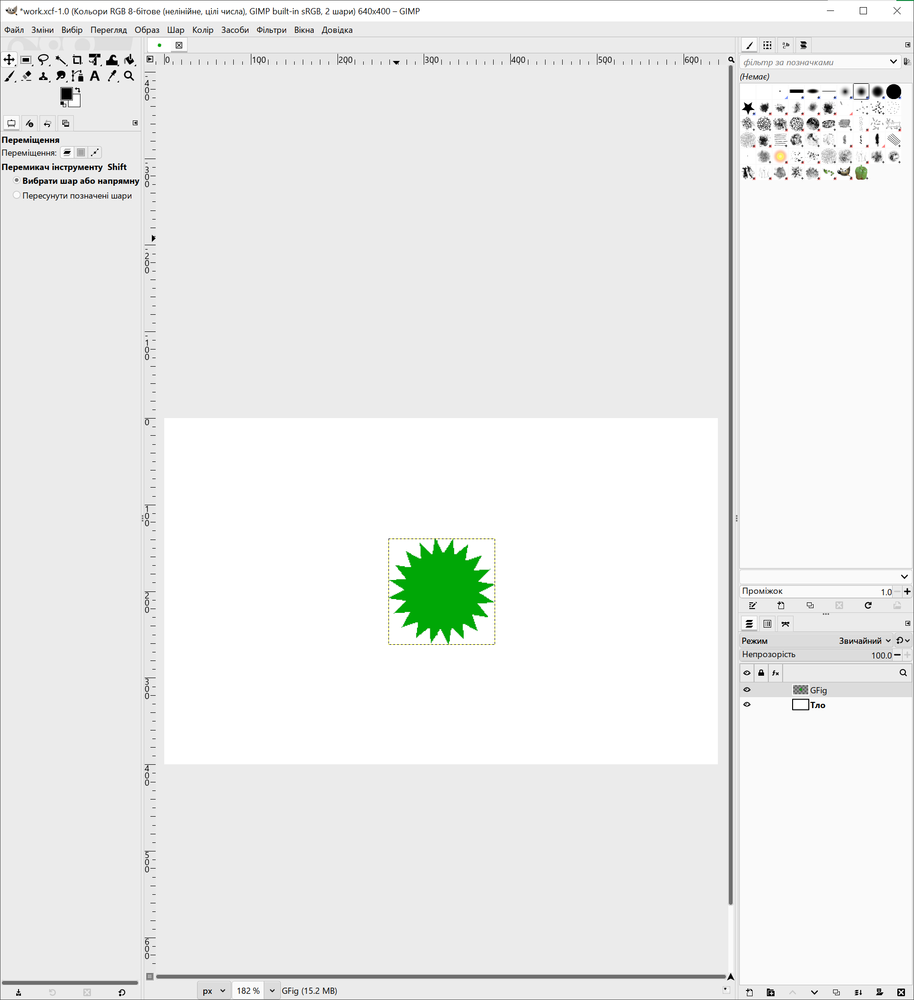 *work.xcf-1.0 (Кольори RGB 8-бітове (нелінійне, цілі числа), GIMP built-in sRGB, 2 шари) 640x400 – GIMP
Файл Зміни Вибір Перегляд Образ Шар Колір Засоби Фільтри Вікна Довідка
0 100 200 300 400 500 600
фільтр за позначками
(Немає)
Переміщення
Переміщення:
Перемикач інструменту Shift
Вибрати шар або напрямну
Пересунути позначені шари
-400
-300
-200
-100
0
100
200
300
400
500
600
Проміжок 1.0
Режим Звичайний
Непрозорість 100.0
GFig
Тло
px 182 % GFig (15.2 MB)